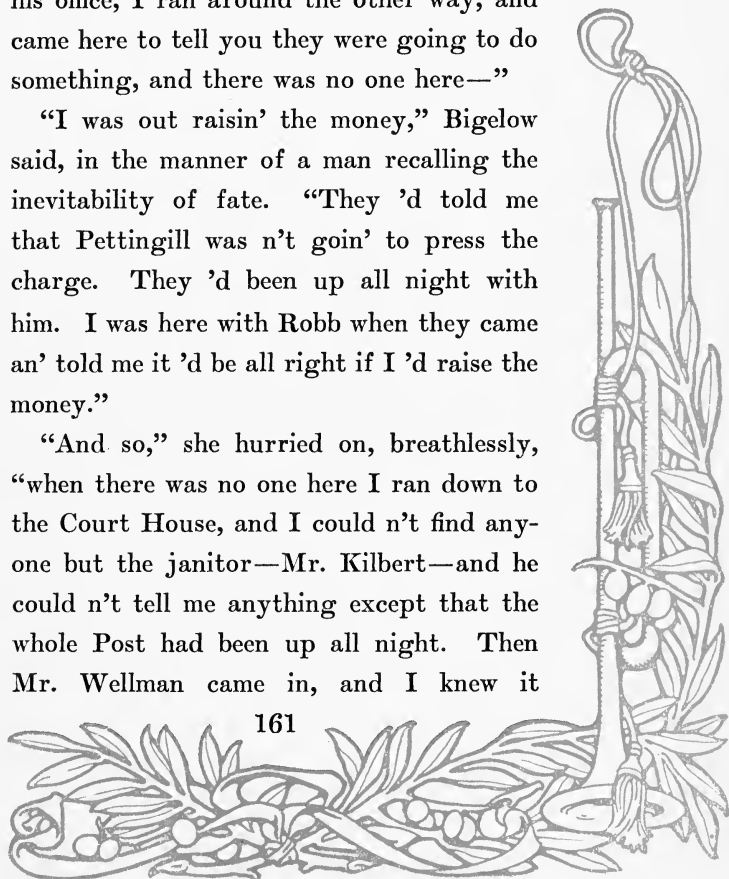 his office, I ran around the other way, and
came here to tell you they were going to do
something, and there was no one here—”
“I was out raisin’ the money,” Bigelow
said, in the manner of a man recalling the
inevitability of fate. “They ’d told me
that Pettingill was n’t goin’ to press the
charge. They ’d been up all night with
him. I was here with Robb when they came
an’ told me it ’d be all right if I ’d raise the
money.”
“And so,” she hurried on, breathlessly,
“when there was no one here I ran down to
the Court House, and I could n’t find any-
one but the janitor—Mr. Kilbert—and he
could n’t tell me anything except that the
whole Post had been up all night. Then
Mr. Wellman came in, and I knew it
161